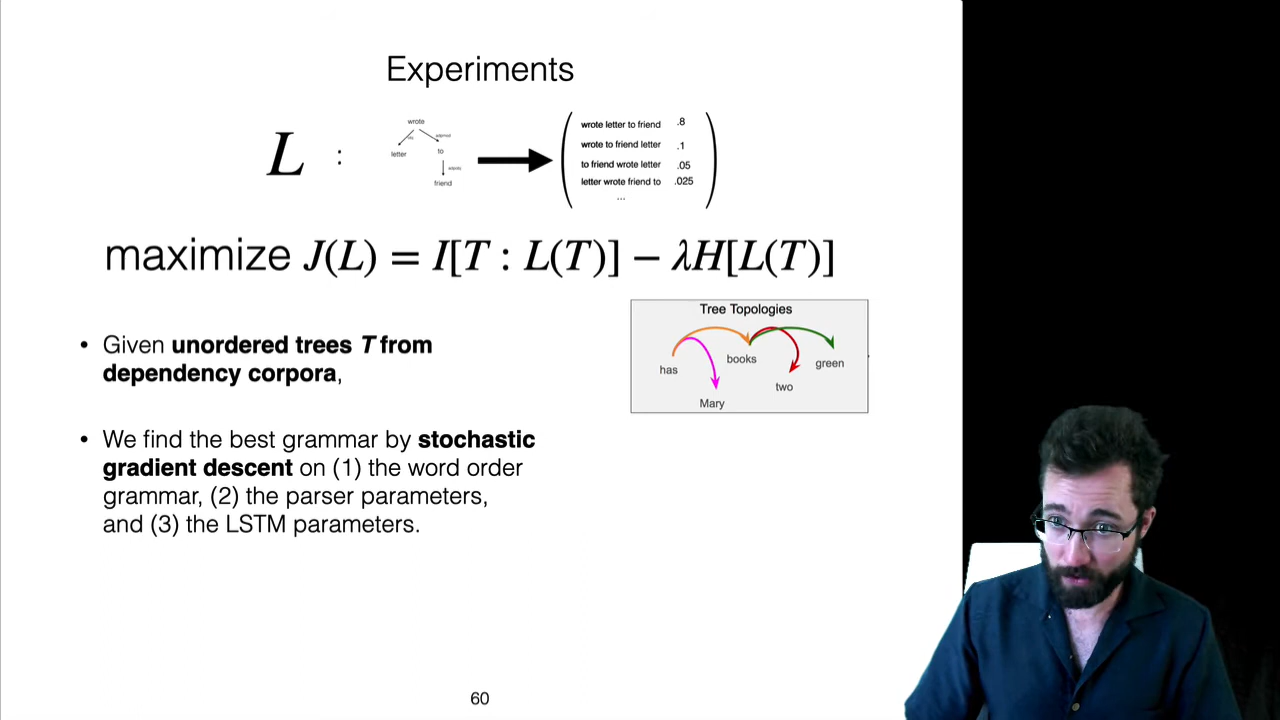 Experiments
L :
wrote
letter
to
friend
wrote letter to friend .8
wrote to friend letter .1
to friend wrote letter .05
letter wrote friend to .025
...
maximize J(L) = I[T : L(T)] − λH[L(T)]
• Given unordered trees T from
dependency corpora,
• We find the best grammar by stochastic
gradient descent on (1) the word order
grammar, (2) the parser parameters,
and (3) the LSTM parameters.
Tree Topologies
has
books
green
two
Mary
60